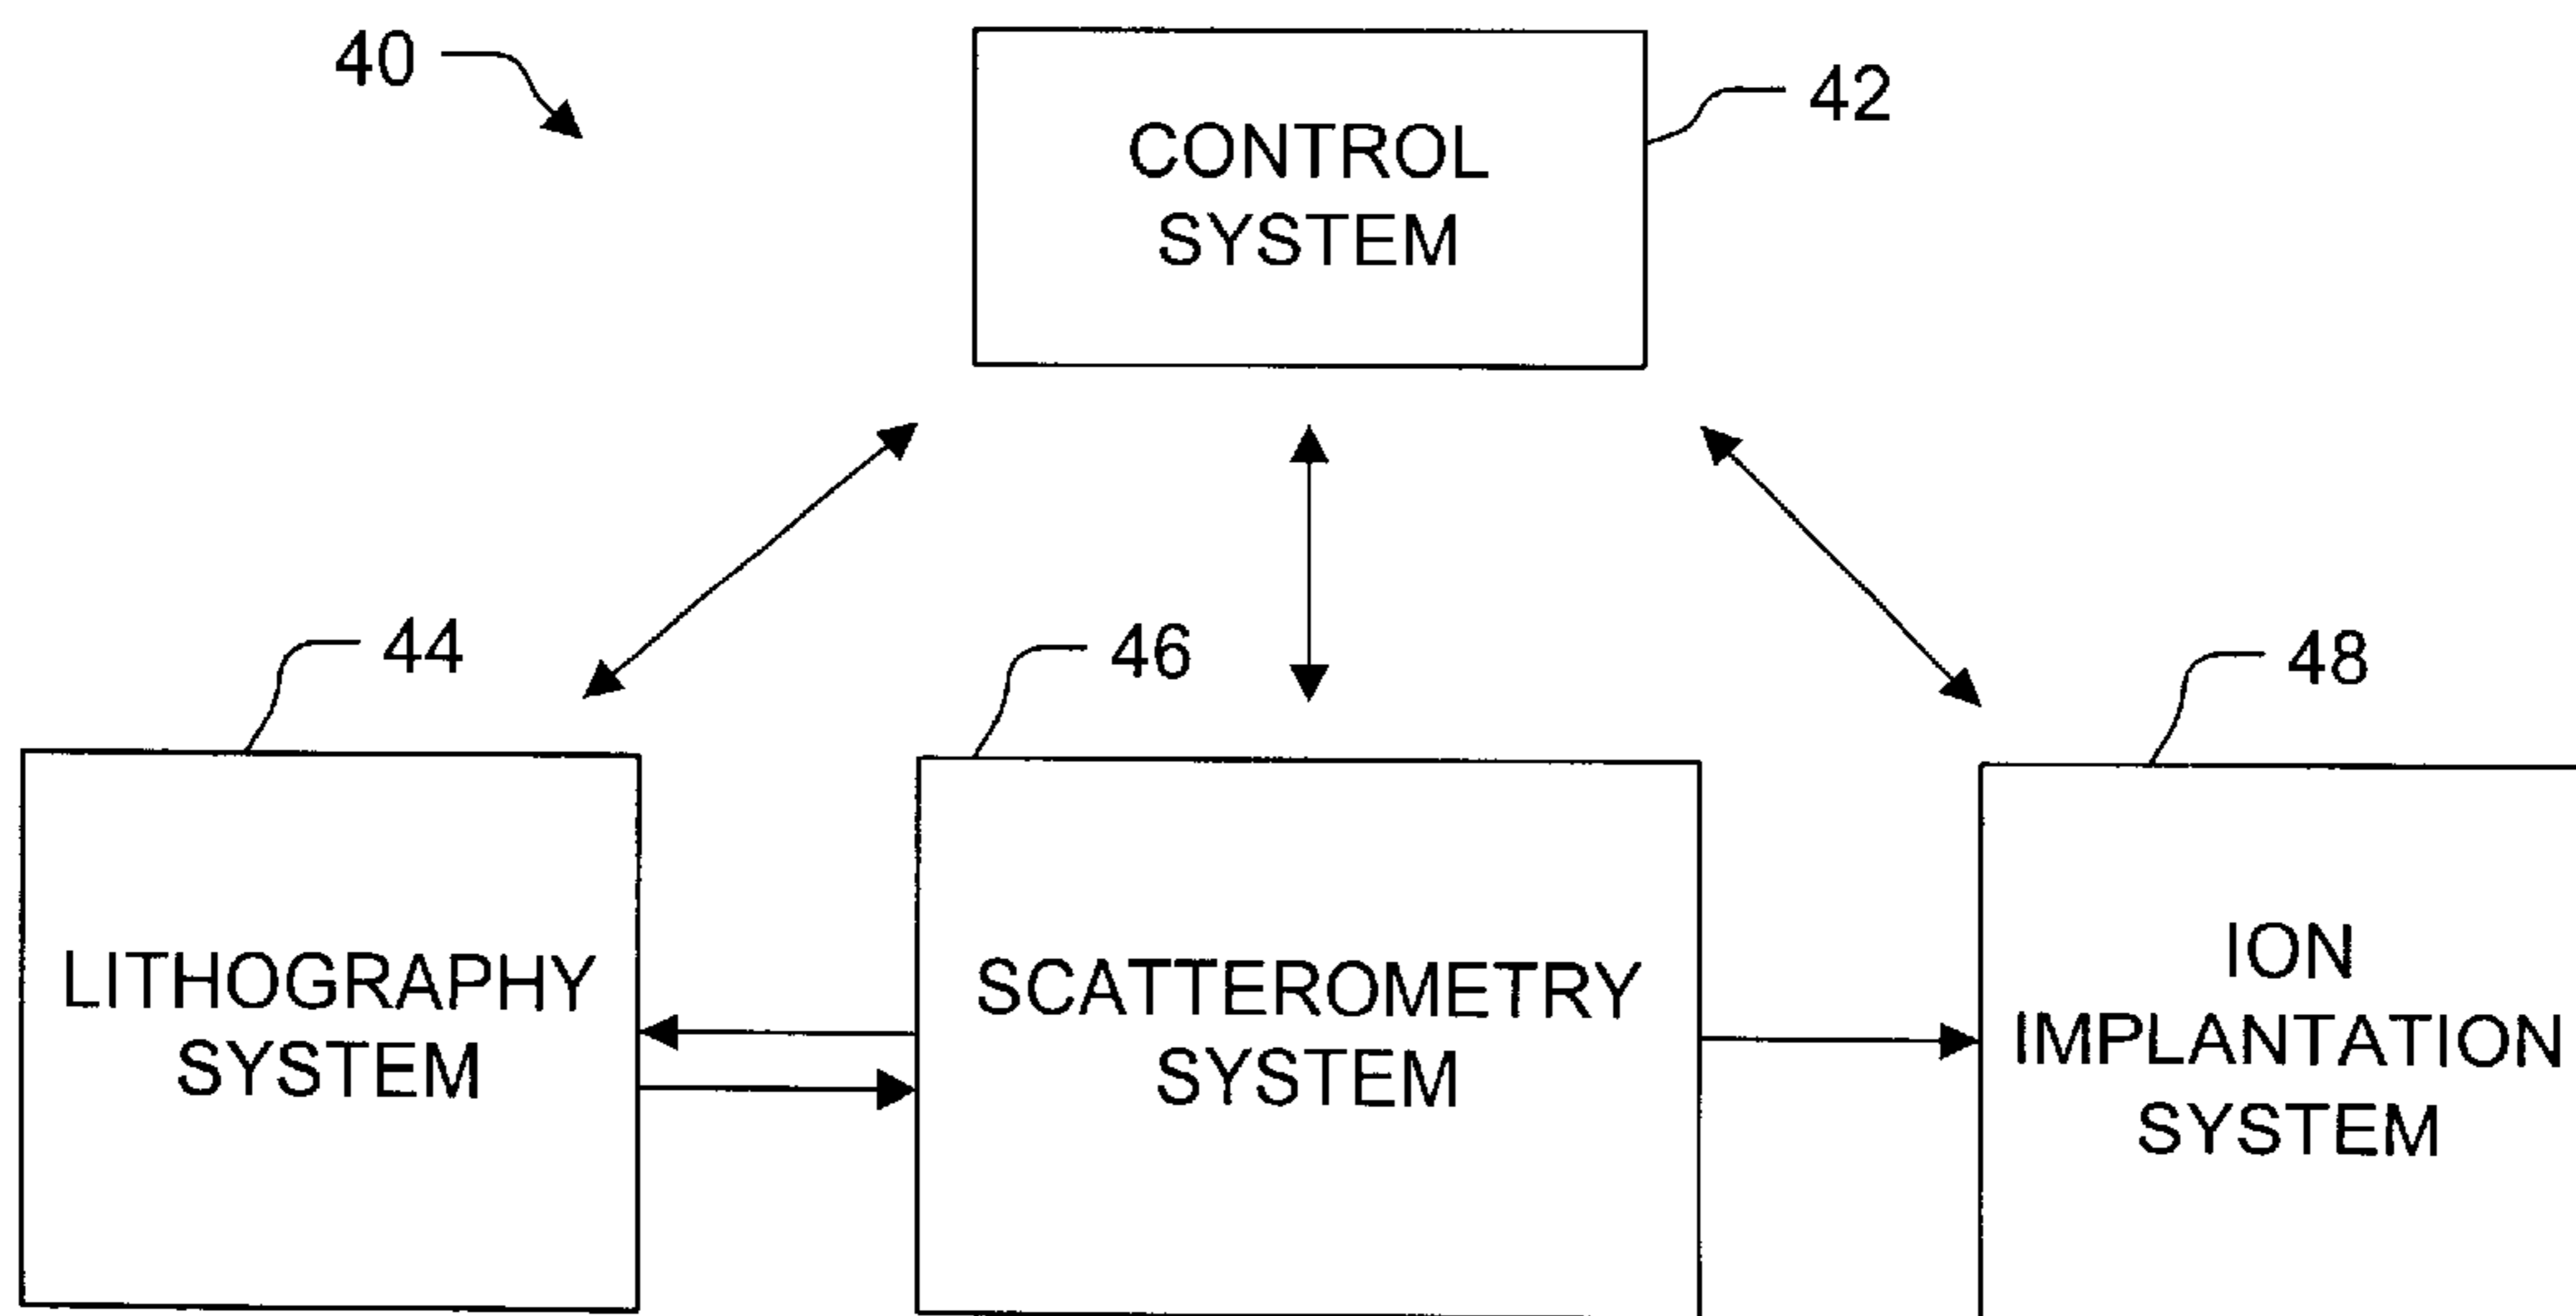 40
42
CONTROL
SYSTEM
44
46
48
LITHOGRAPHY
SYSTEM
SCATTEROMETRY
SYSTEM
ION
IMPLANTATION
SYSTEM